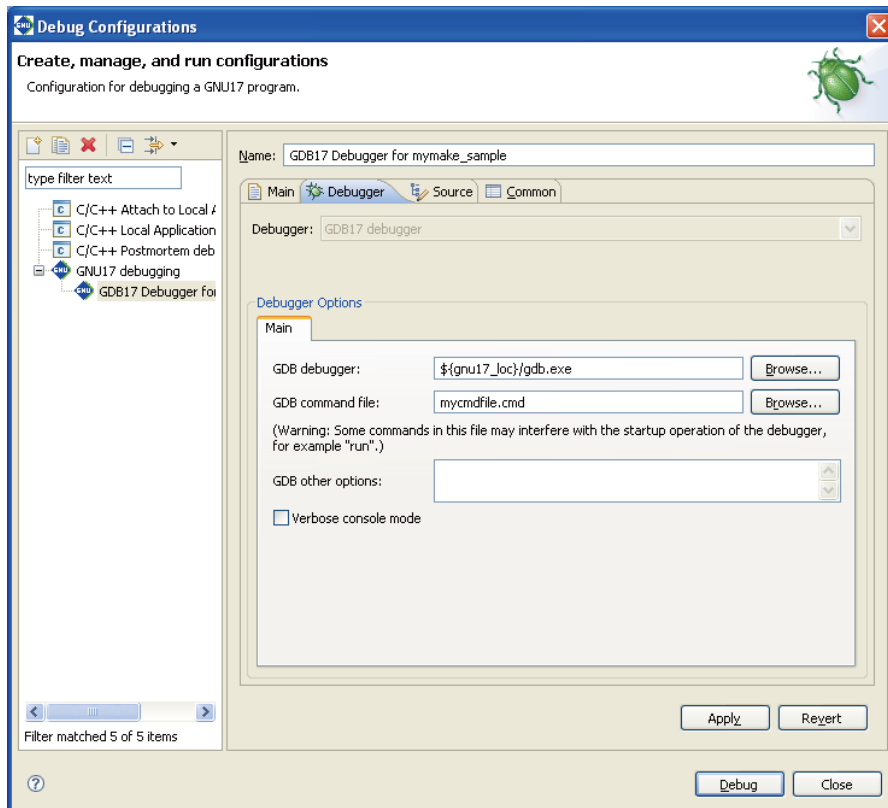 Debug Configurations
Create, manage, and run configurations
Configuration for debugging a GNU17 program.
type filter text
C/C++ Attach to Local A
C/C++ Local Application
C/C++ Postmortem deb
GNU17 debugging
GDB17 Debugger for
Filter matched 5 of 5 items
Name: GDB17 Debugger for mymake_sample
Main Debugger Source Common
Debugger: GDB17 debugger
Debugger Options
Main
GDB debugger: ${gnu17_loc}/gdb.exe Browse...
GDB command file: mycmdfile.cmd Browse...
(Warning: Some commands in this file may interfere with the startup operation of the debugger,
for example "run".)
GDB other options:
Verbose console mode
Apply Revert
Debug Close